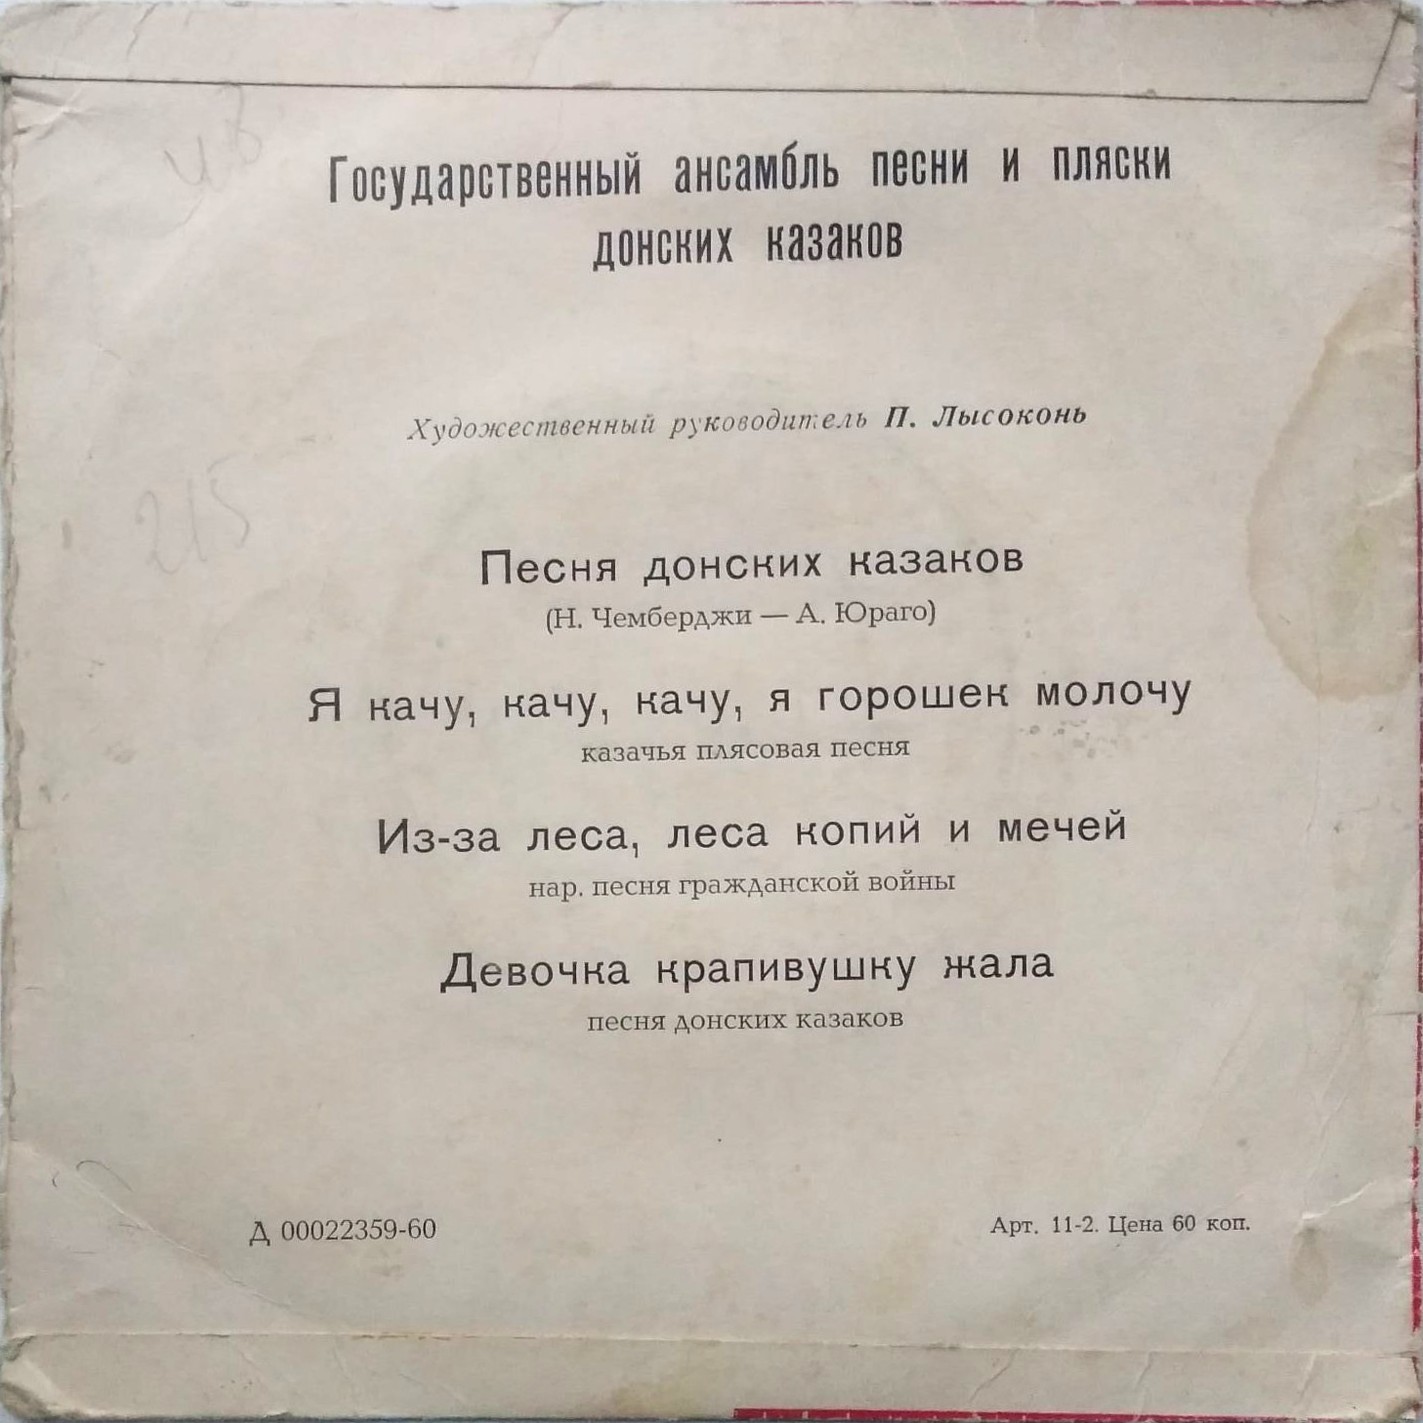 Государственный ансамбль песни и пляски
донских казаков
Художественный руководитель П. Лысоконь
215
Песня донских казаков
(Н. Чемберджи — А. Юраго)
Я качу, качу, качу, я горошек молочу
казачья плясовая песня
Из-за леса, леса копий и мечей
нар. песня гражданской войны
Девочка крапивушку жала
песня донских казаков
Д 00022359-60
Арт. 11-2. Цена 60 коп.